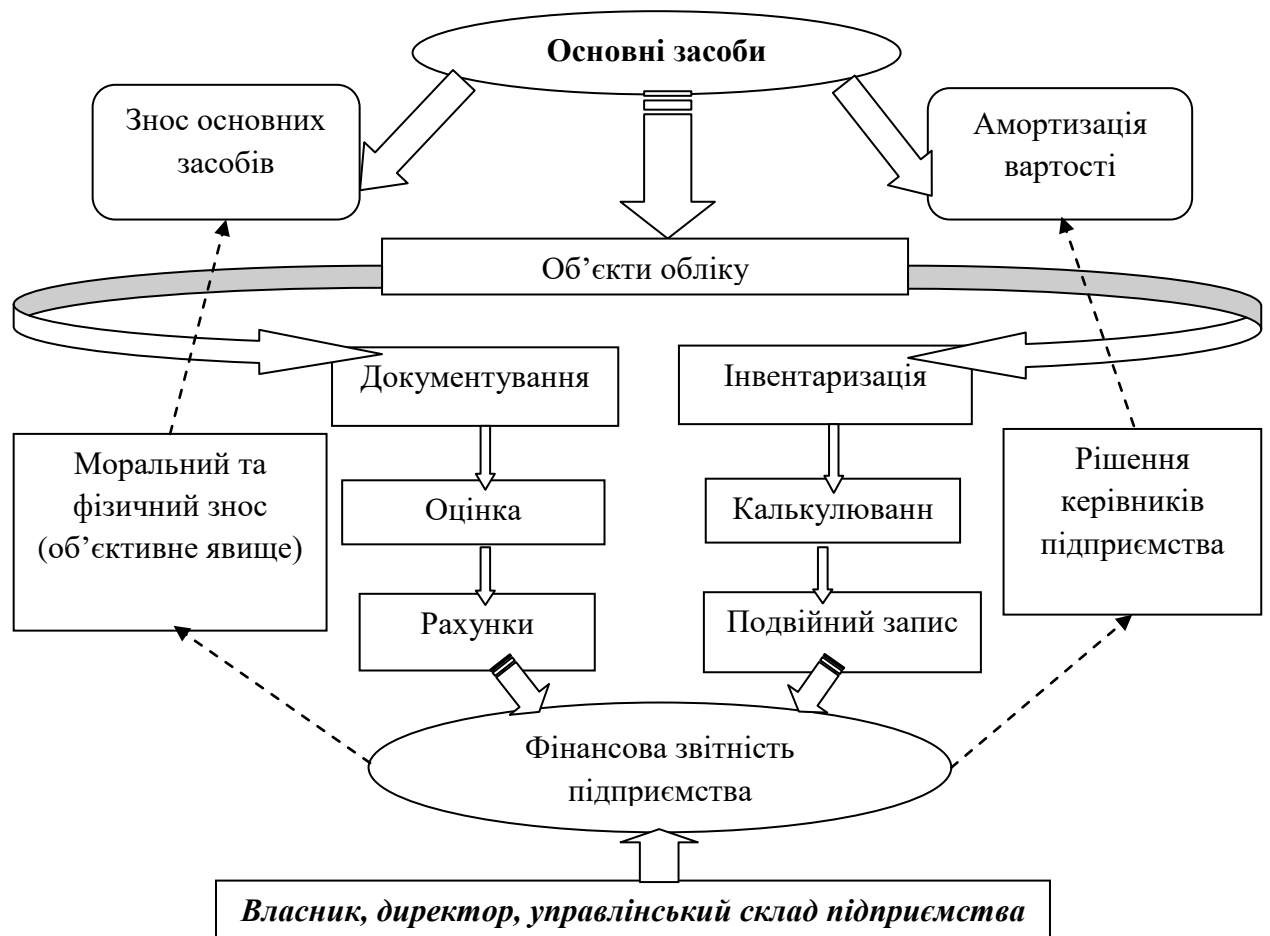 Основні засоби
Знос основних
засобів
Амортизація
вартості
Об’єкти обліку
Документування
Інвентаризація
Моральний та
фізичний знос
(об’єктивне явище)
Оцінка
Калькулюванн
Рішення
керівників
підприємства
Рахунки
Подвійний запис
Фінансова звітність
підприємства
Власник, директор, управлінський склад підприємства